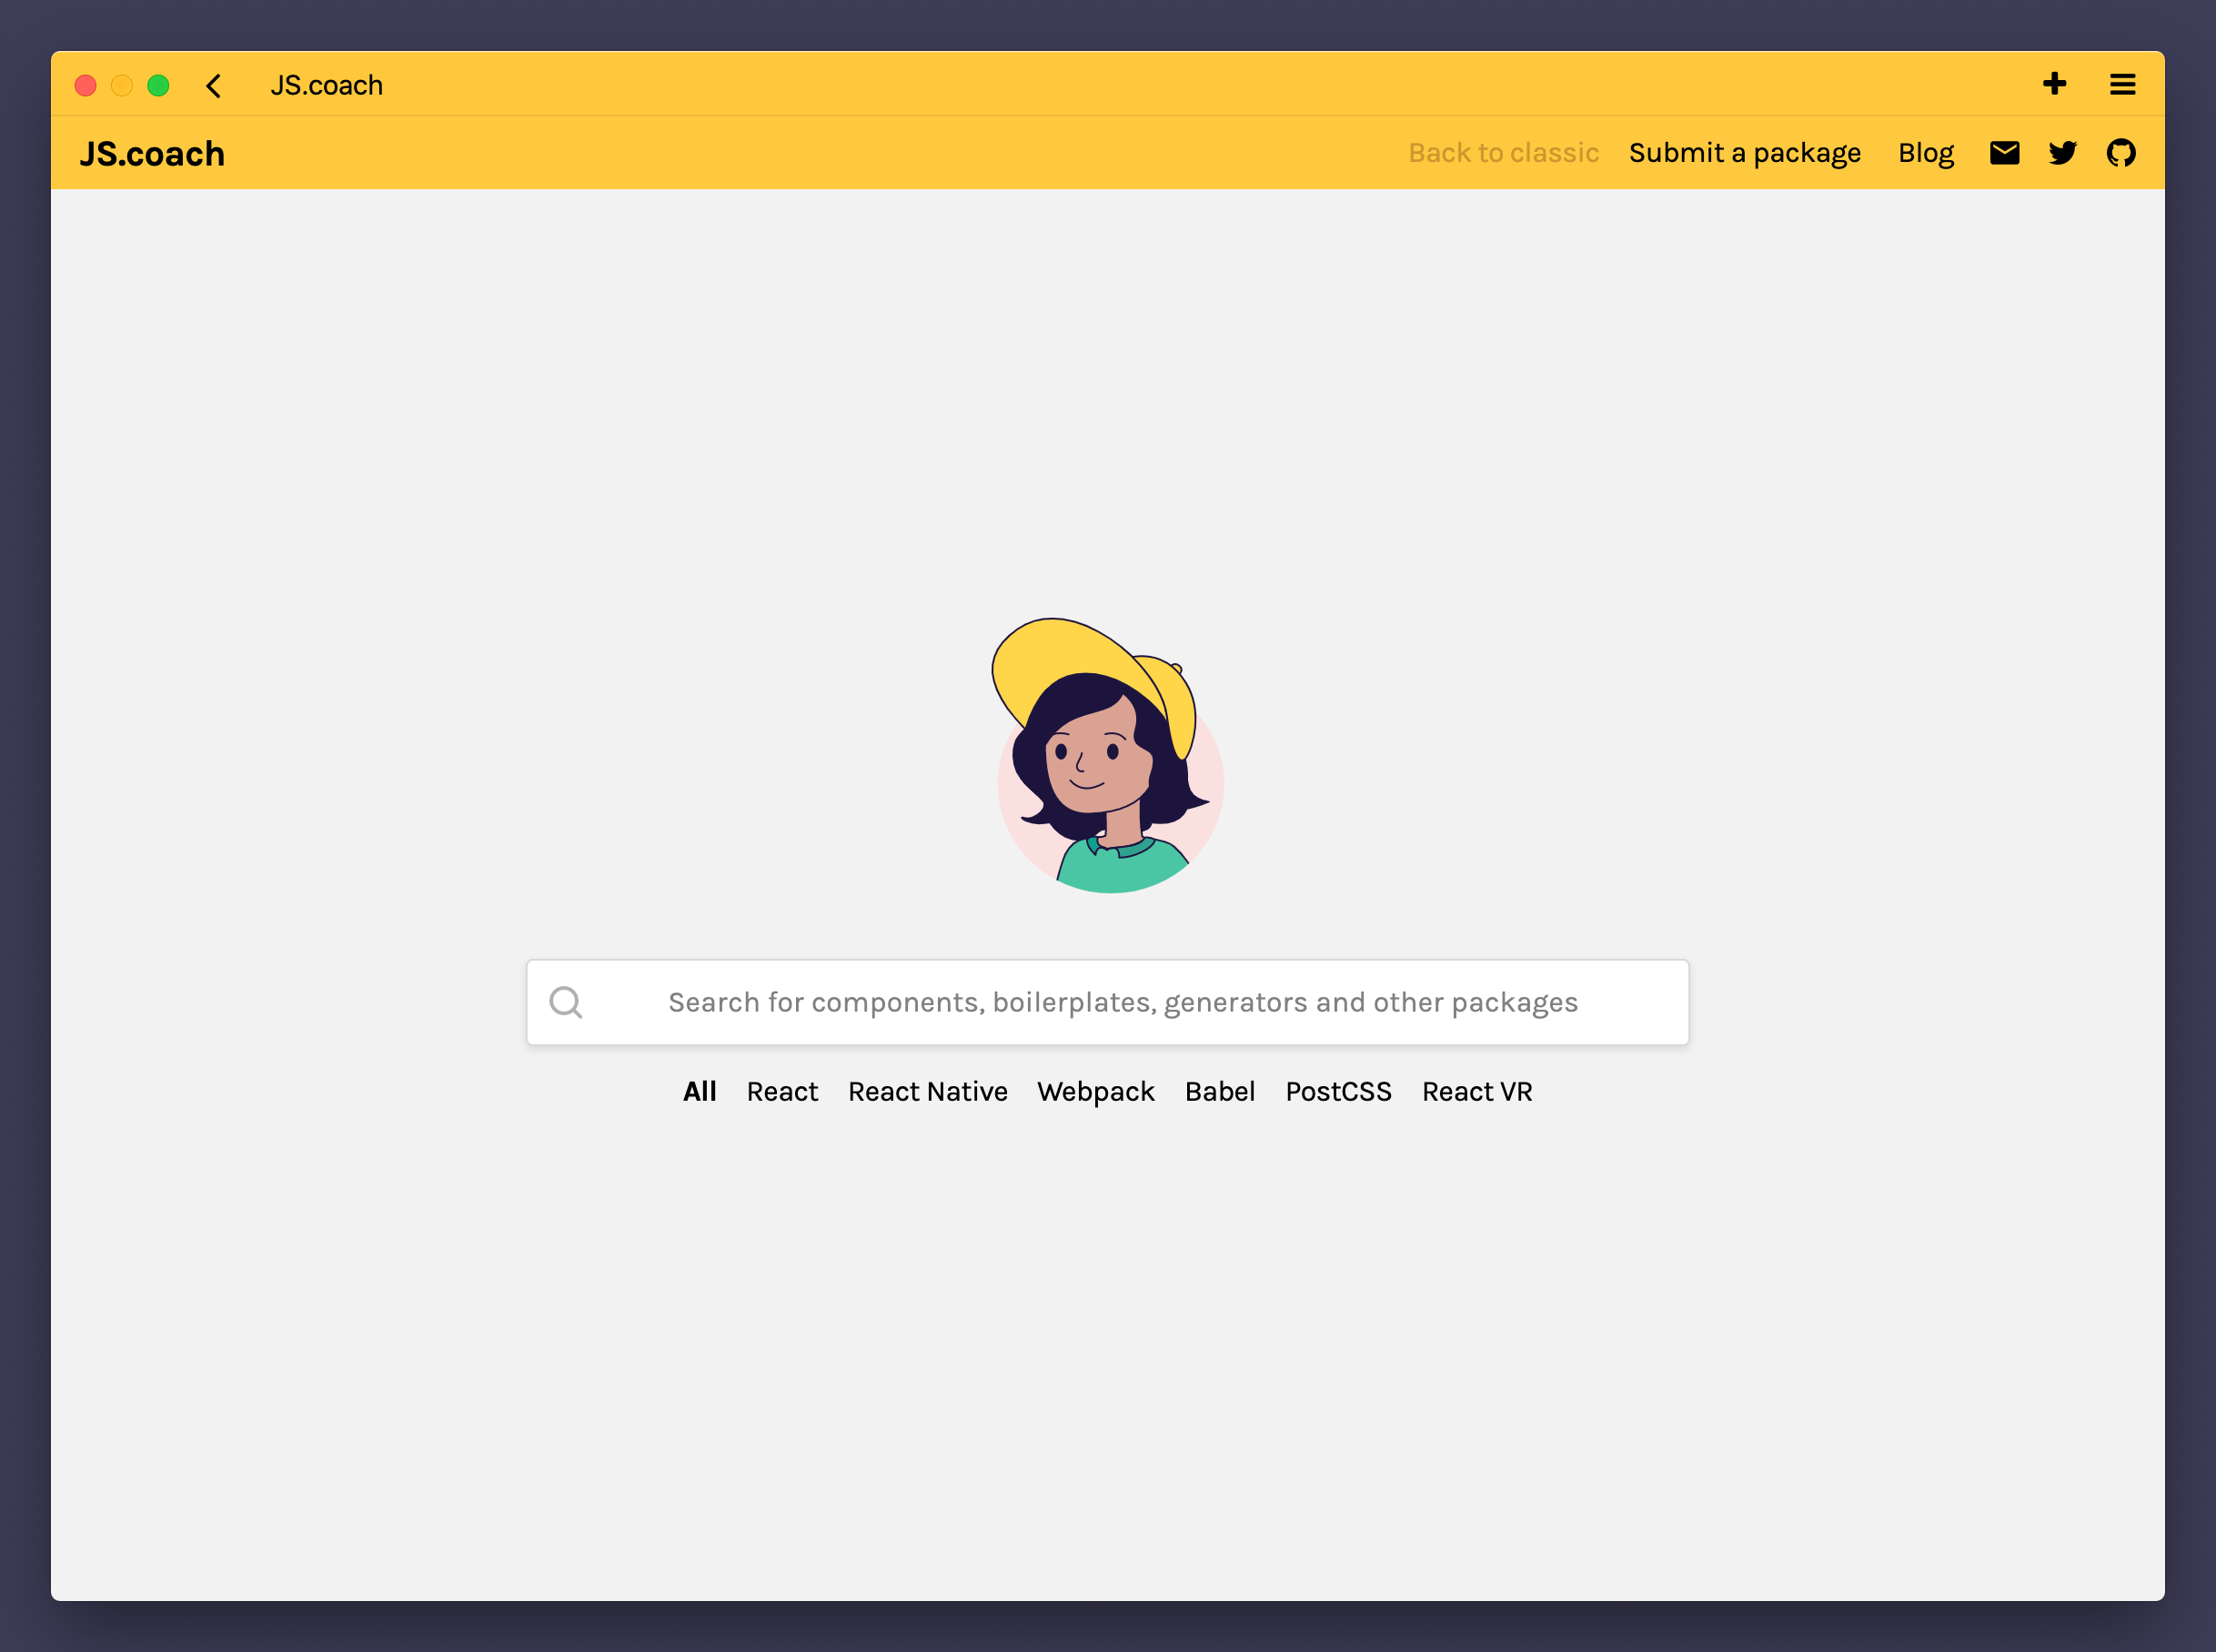 JS.coach
JS.coach Back to classic Submit a package Blog
Search for components, boilerplates, generators and other packages
All React React Native Webpack Babel PostCSS React VR